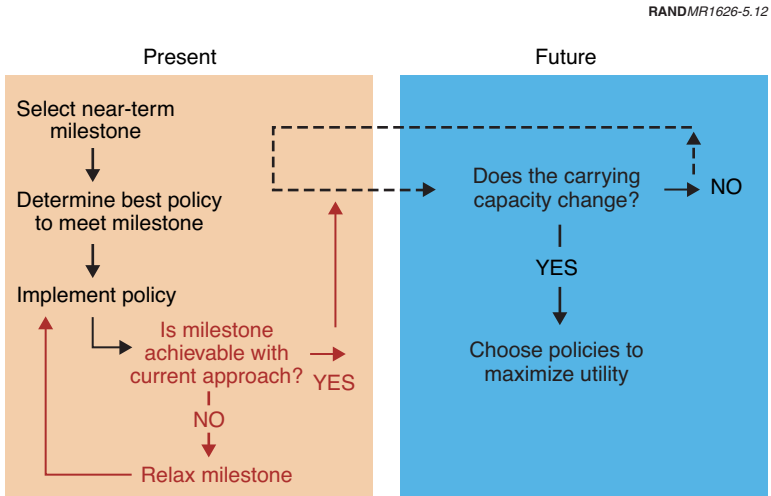 RANDMR1626-5.12
Present
Future
Select near-term
milestone
Determine best policy
to meet milestone
Implement policy
Is milestone
achievable with
current approach?
YES
NO
Relax milestone
Does the carrying
capacity change?
NO
YES
Choose policies to
maximize utility